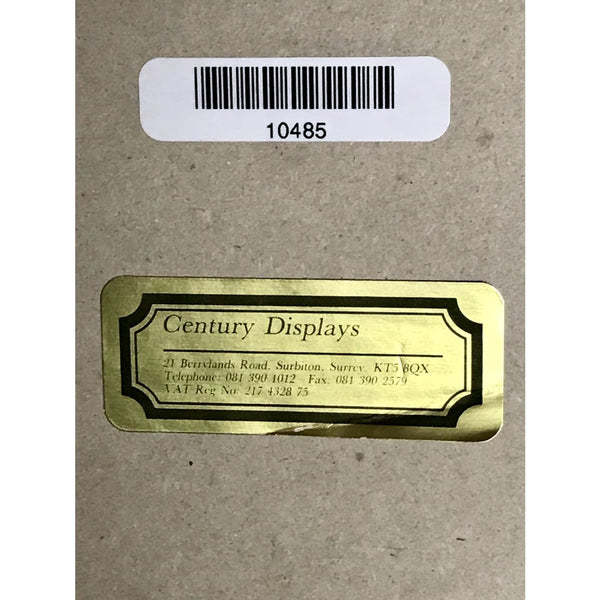 10485
Century Displays
21 Berrylands Road, Surbiton, Surrey. KT5 8QX
Telephone: 081 390 1012 Fax: 081 390 2579
VAT Reg No: 217 4328 75